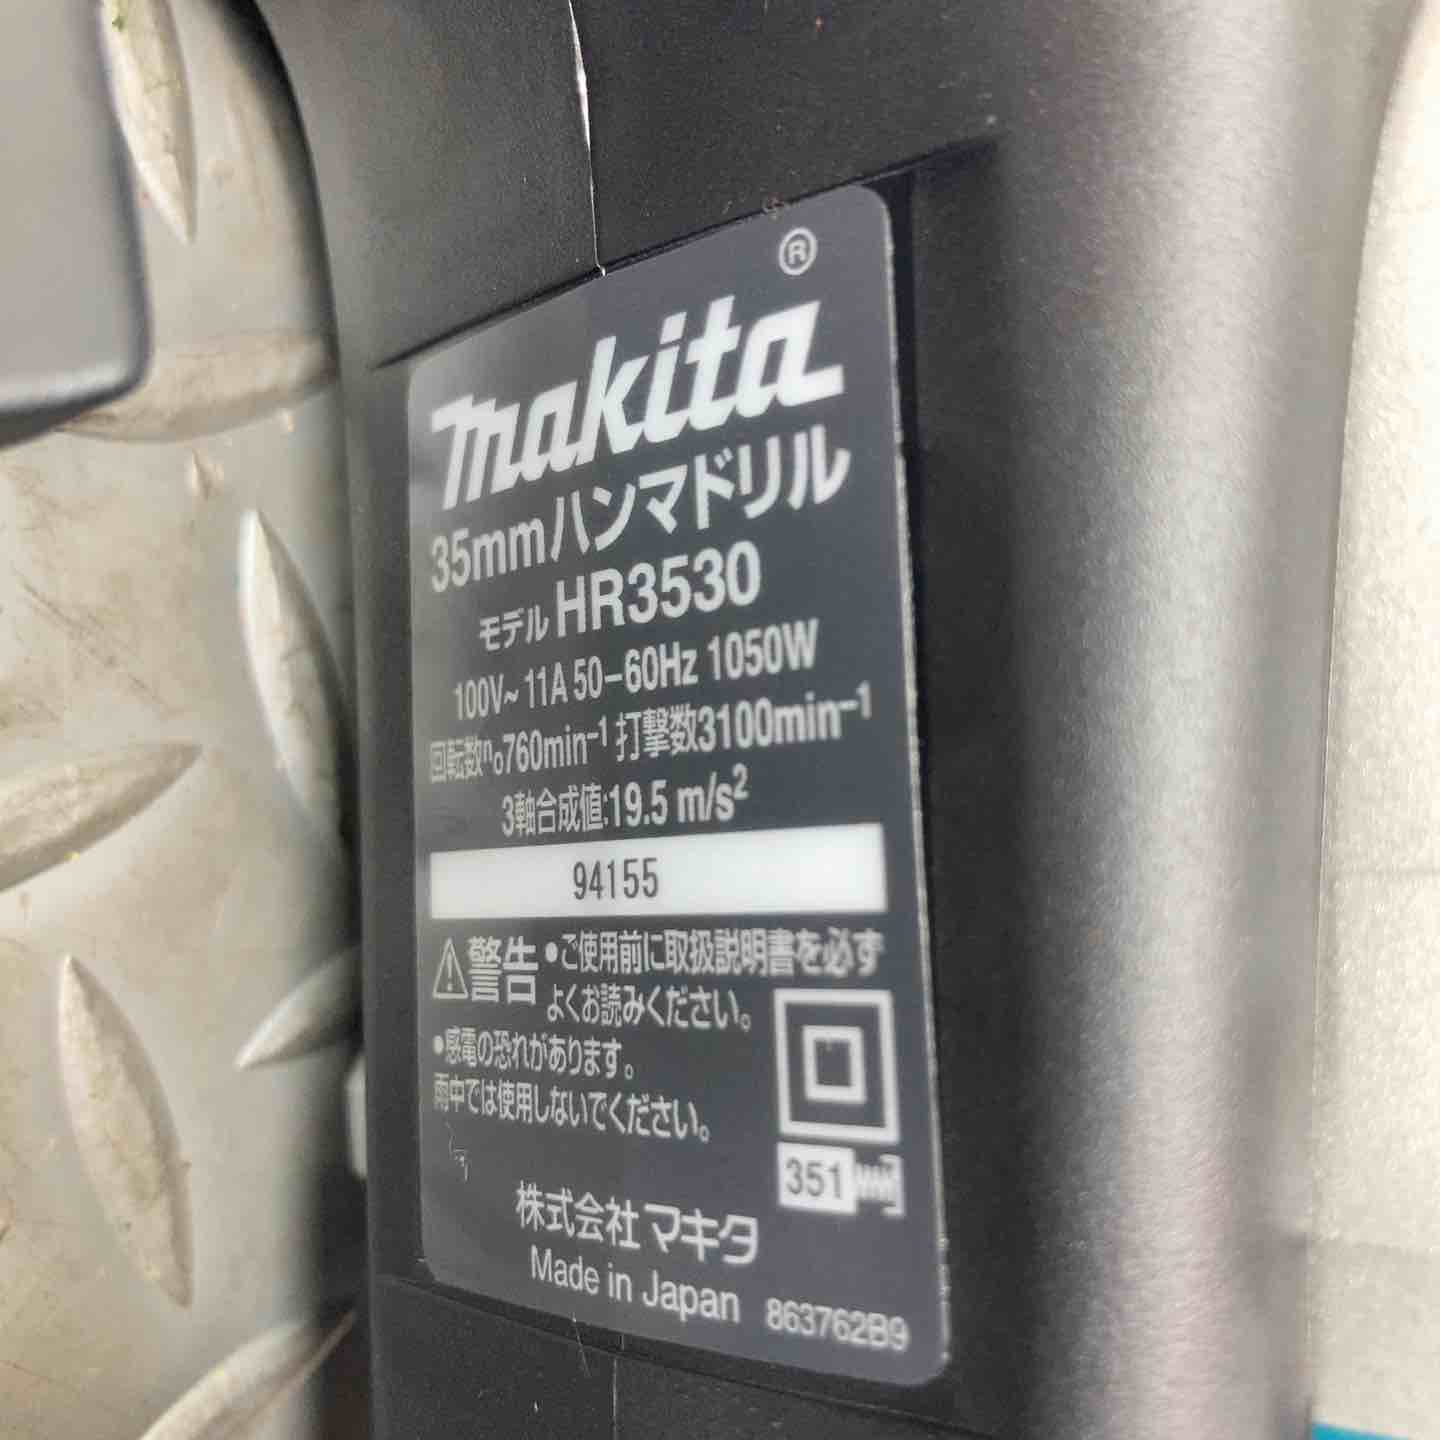 ®
makita
35mmハンマドリル
モデル HR3530
100V~ 11A 50-60Hz 1050W
回転数n₀760min⁻¹ 打撃数3100min⁻¹
3軸合成値:19.5 m/s²
94155
警告 •ご使用前に取扱説明書を必ず
よくお読みください。
•感電の恐れがあります。
雨中では使用しないでください。
351
株式会社マキタ
Made in Japan 863762B9